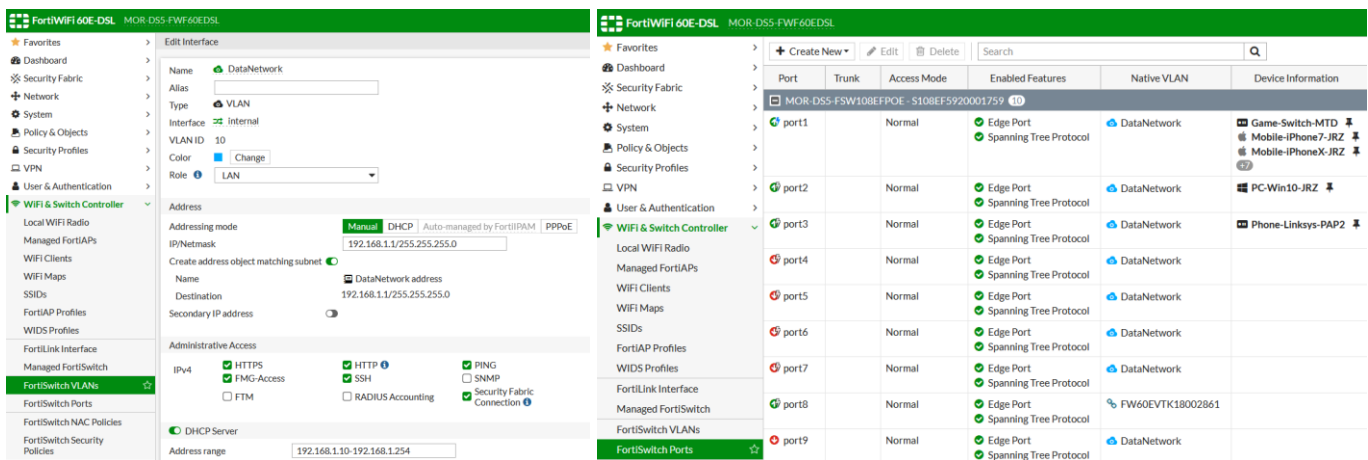 FortiWiFi 60E-DSL MOR-DS5-FWF60EDSL
Favorites
Dashboard
Security Fabric
Network
System
Policy & Objects
Security Profiles
VPN
User & Authentication
WiFi & Switch Controller
Local WiFi Radio
Managed FortiAPs
WiFi Clients
WiFi Maps
SSIDs
FortiAP Profiles
WIDS Profiles
FortiLink Interface
Managed FortiSwitch
FortiSwitch VLANs
FortiSwitch Ports
FortiSwitch NAC Policies
FortiSwitch Security
Policies
Edit Interface
Name DataNetwork
Alias
Type VLAN
Interface internal
VLAN ID 10
Color Change
Role LAN
Address
Addressing mode Manual DHCP Auto-managed by FortiIPAM PPPoE
IP/Netmask 192.168.1.1/255.255.255.0
Create address object matching subnet
Name DataNetwork address
Destination 192.168.1.1/255.255.255.0
Secondary IP address
Administrative Access
IPv4 HTTPS HTTP PING
FMG-Access SSH SNMP
FTM RADIUS Accounting Security Fabric
Connection
DHCP Server
Address range 192.168.1.10-192.168.1.254
FortiWiFi 60E-DSL MOR-DS5-FWF60EDSL
Favorites
Dashboard
Security Fabric
Network
System
Policy & Objects
Security Profiles
VPN
User & Authentication
WiFi & Switch Controller
Local WiFi Radio
Managed FortiAPs
WiFi Clients
WiFi Maps
SSIDs
FortiAP Profiles
WIDS Profiles
FortiLink Interface
Managed FortiSwitch
FortiSwitch VLANs
FortiSwitch Ports
+ Create New Edit Delete Search
Port Trunk Access Mode Enabled Features Native VLAN Device Information
MOR-DS5-FSW108EFPOE - S108EF5920001759 10
port1 Normal Edge Port DataNetwork Game-Switch-MTD
Spanning Tree Protocol Mobile-iPhone7-JRZ
Mobile-iPhoneX-JRZ
+7
port2 Normal Edge Port DataNetwork PC-Win10-JRZ
Spanning Tree Protocol
port3 Normal Edge Port DataNetwork Phone-Linksys-PAP2
Spanning Tree Protocol
port4 Normal Edge Port DataNetwork
Spanning Tree Protocol
port5 Normal Edge Port DataNetwork
Spanning Tree Protocol
port6 Normal Edge Port DataNetwork
Spanning Tree Protocol
port7 Normal Edge Port DataNetwork
Spanning Tree Protocol
port8 Normal Edge Port FW60EVTK18002861
Spanning Tree Protocol
port9 Normal Edge Port DataNetwork
Spanning Tree Protocol